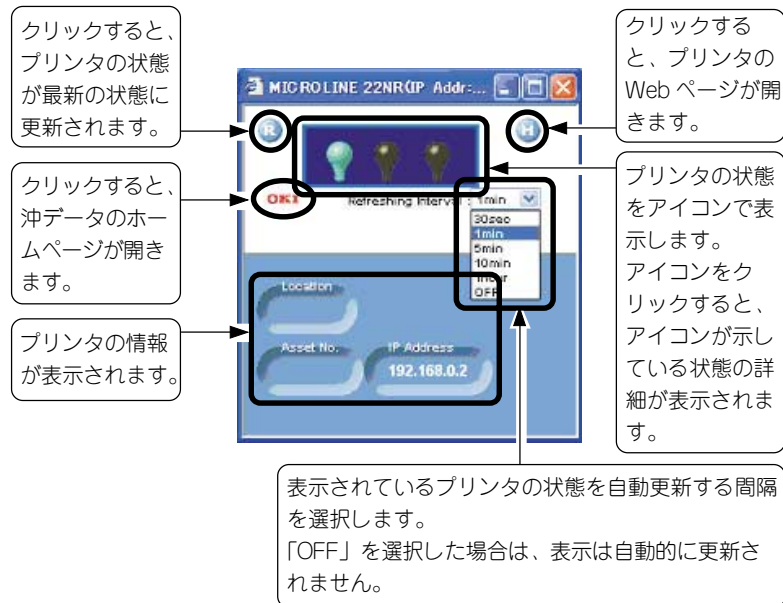 クリックすると、
プリンタの状態
が最新の状態に
更新されます。
クリックすると、
沖データのホー
ムページが開き
ます。
プリンタの情報
が表示されます。
MICROLINE 22NR(IP Addr:...
R
H
OKI
Refreshing Interval : 1min
30sec
1min
5min
10min
1hour
OFF
Location
Asset No.
IP Address
192.168.0.2
クリックする
と、プリンタの
Web ページが開
きます。
プリンタの状態
をアイコンで表
示します。
アイコンをク
リックすると、
アイコンが示し
ている状態の詳
細が表示されま
す。
表示されているプリンタの状態を自動更新する間隔
を選択します。
「OFF」を選択した場合は、表示は自動的に更新さ
れません。